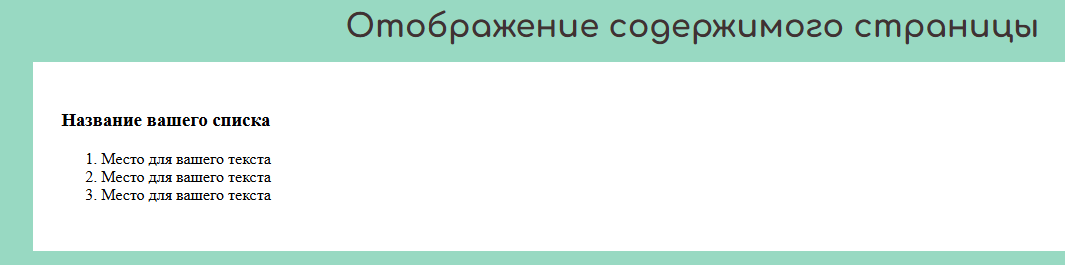 Отображение содержимого страницы
Название вашего списка
1. Место для вашего текста
2. Место для вашего текста
3. Место для вашего текста